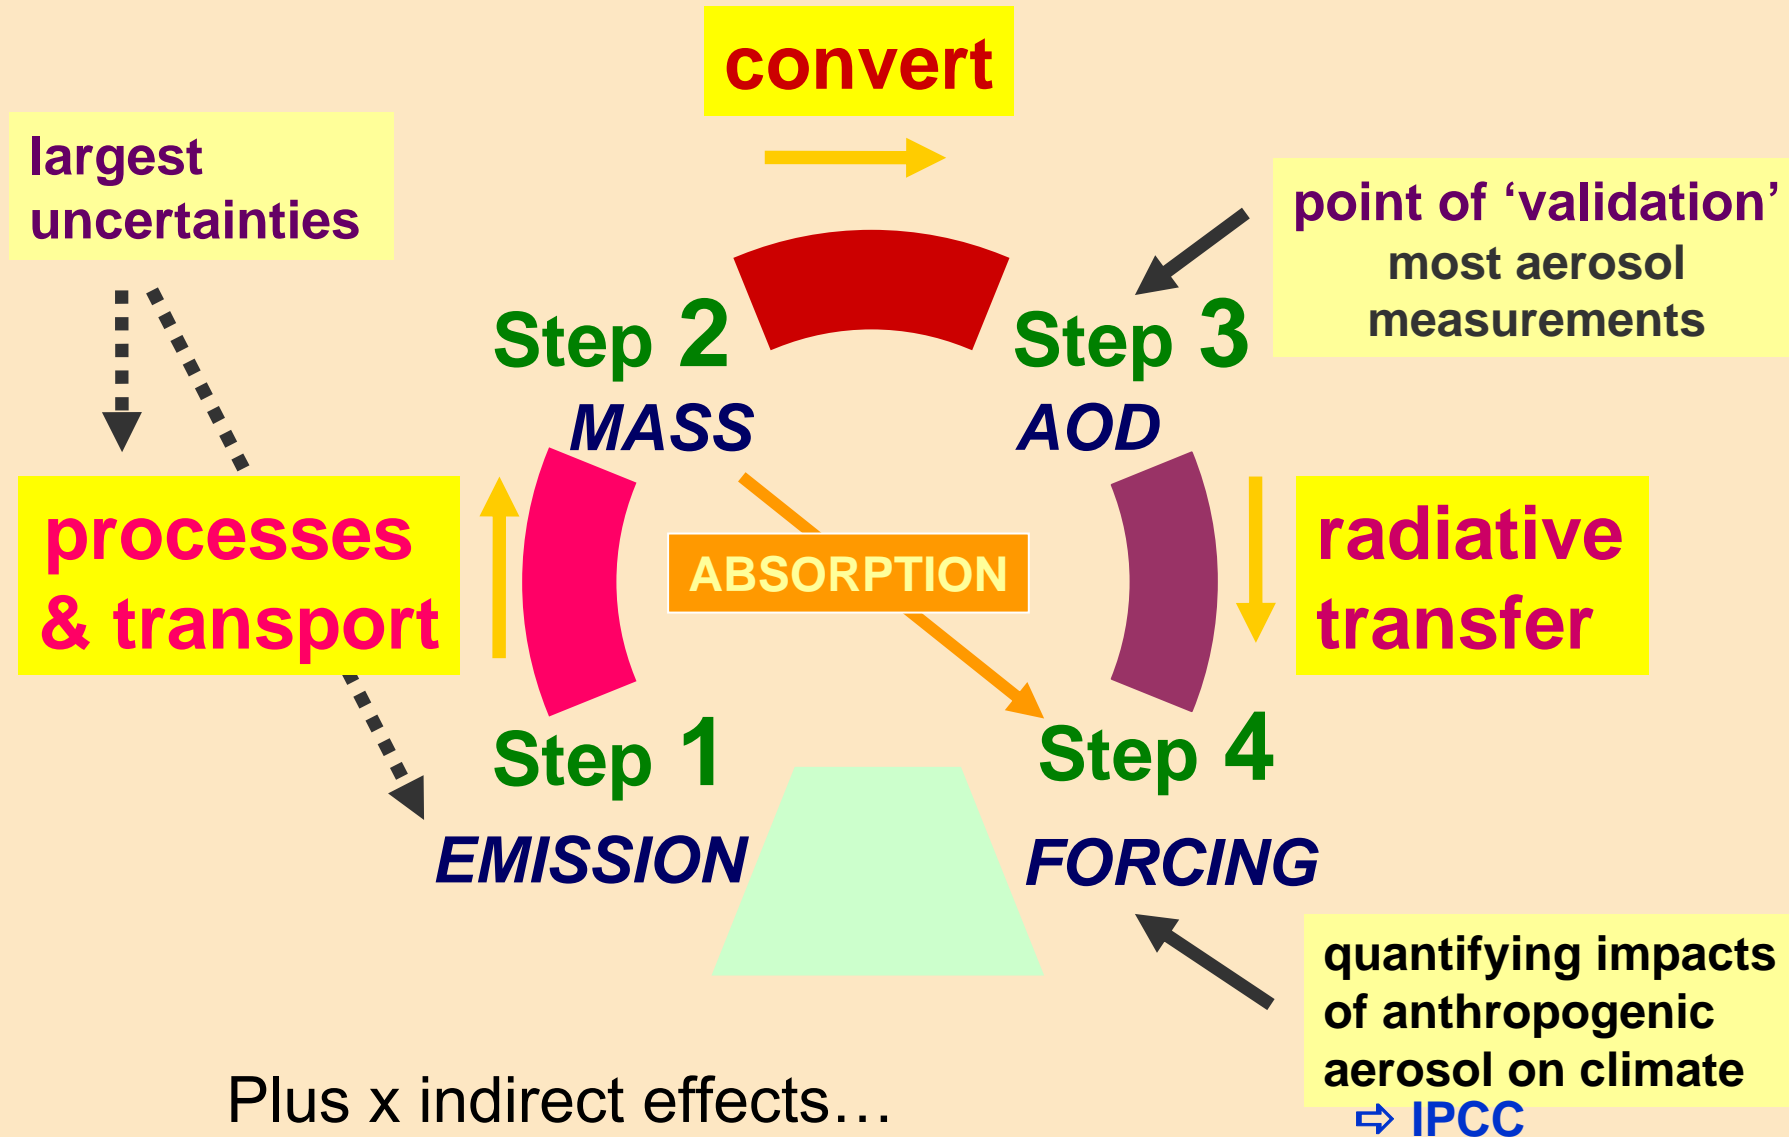 convert
largest
uncertainties
point of ‘validation’
most aerosol
measurements
Step 2
MASS
Step 3
AOD
processes
& transport
ABSORPTION
radiative
transfer
Step 1
EMISSION
Step 4
FORCING
quantifying impacts
of anthropogenic
aerosol on climate
⇨ IPCC
Plus x indirect effects…